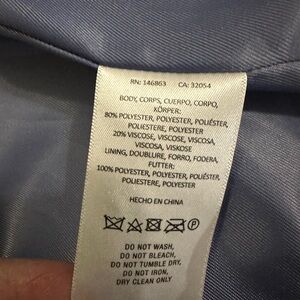 RN: 146863 CA: 32054
BODY, CORPS, CUERPO, CORPO,
KÖRPER:
80% POLYESTER, POLYESTER, POLIÉSTER,
POLIESTERE, POLYESTER
20% VISCOSE, VISCOSE, VISCOSA,
VISCOSA, VISKOSE
LINING, DOUBLURE, FORRO, FODERA,
FUTTER:
100% POLYESTER, POLYESTER, POLIÉSTER,
POLIESTERE, POLYESTER
HECHO EN CHINA
P
DO NOT WASH,
DO NOT BLEACH,
DO NOT TUMBLE DRY,
DO NOT IRON,
DRY CLEAN ONLY